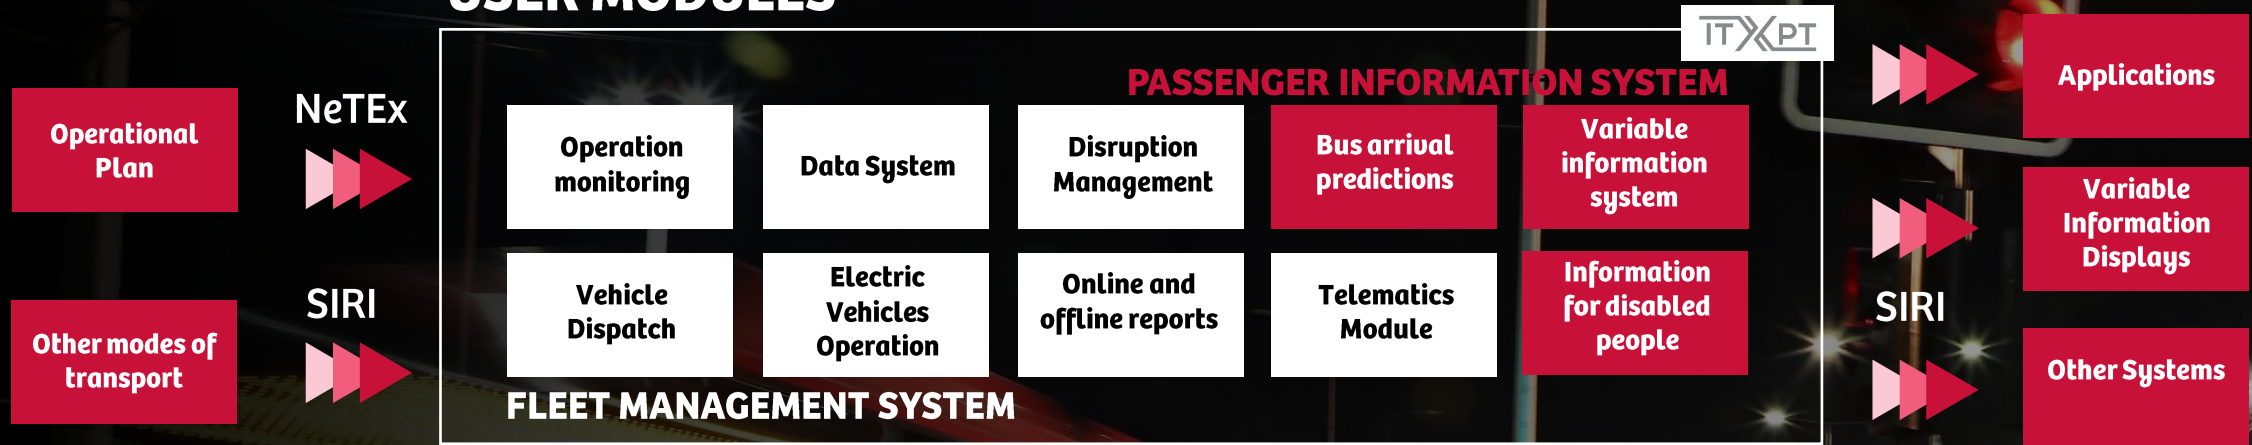 USER MODULES
ITXPT
PASSENGER INFORMATION SYSTEM
Operational
Plan
NeTEx
Operation
monitoring
Data System
Disruption
Management
Bus arrival
predictions
Variable
information
system
Applications
Variable
Information
Displays
Other modes of
transport
SIRI
Vehicle
Dispatch
Electric
Vehicles
Operation
Online and
offline reports
Telematics
Module
Information
for disabled
people
SIRI
Other Systems
FLEET MANAGEMENT SYSTEM